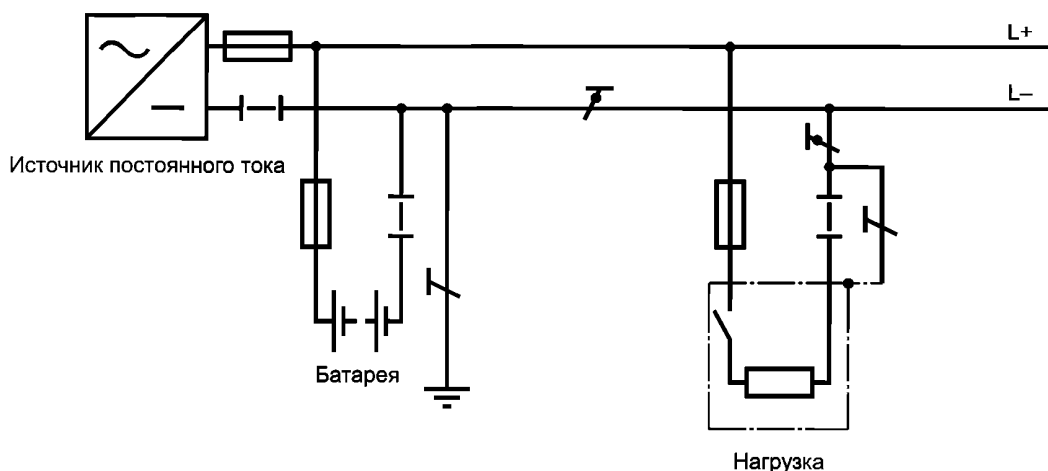 L+
L–
Источник постоянного тока
Батарея
Нагрузка